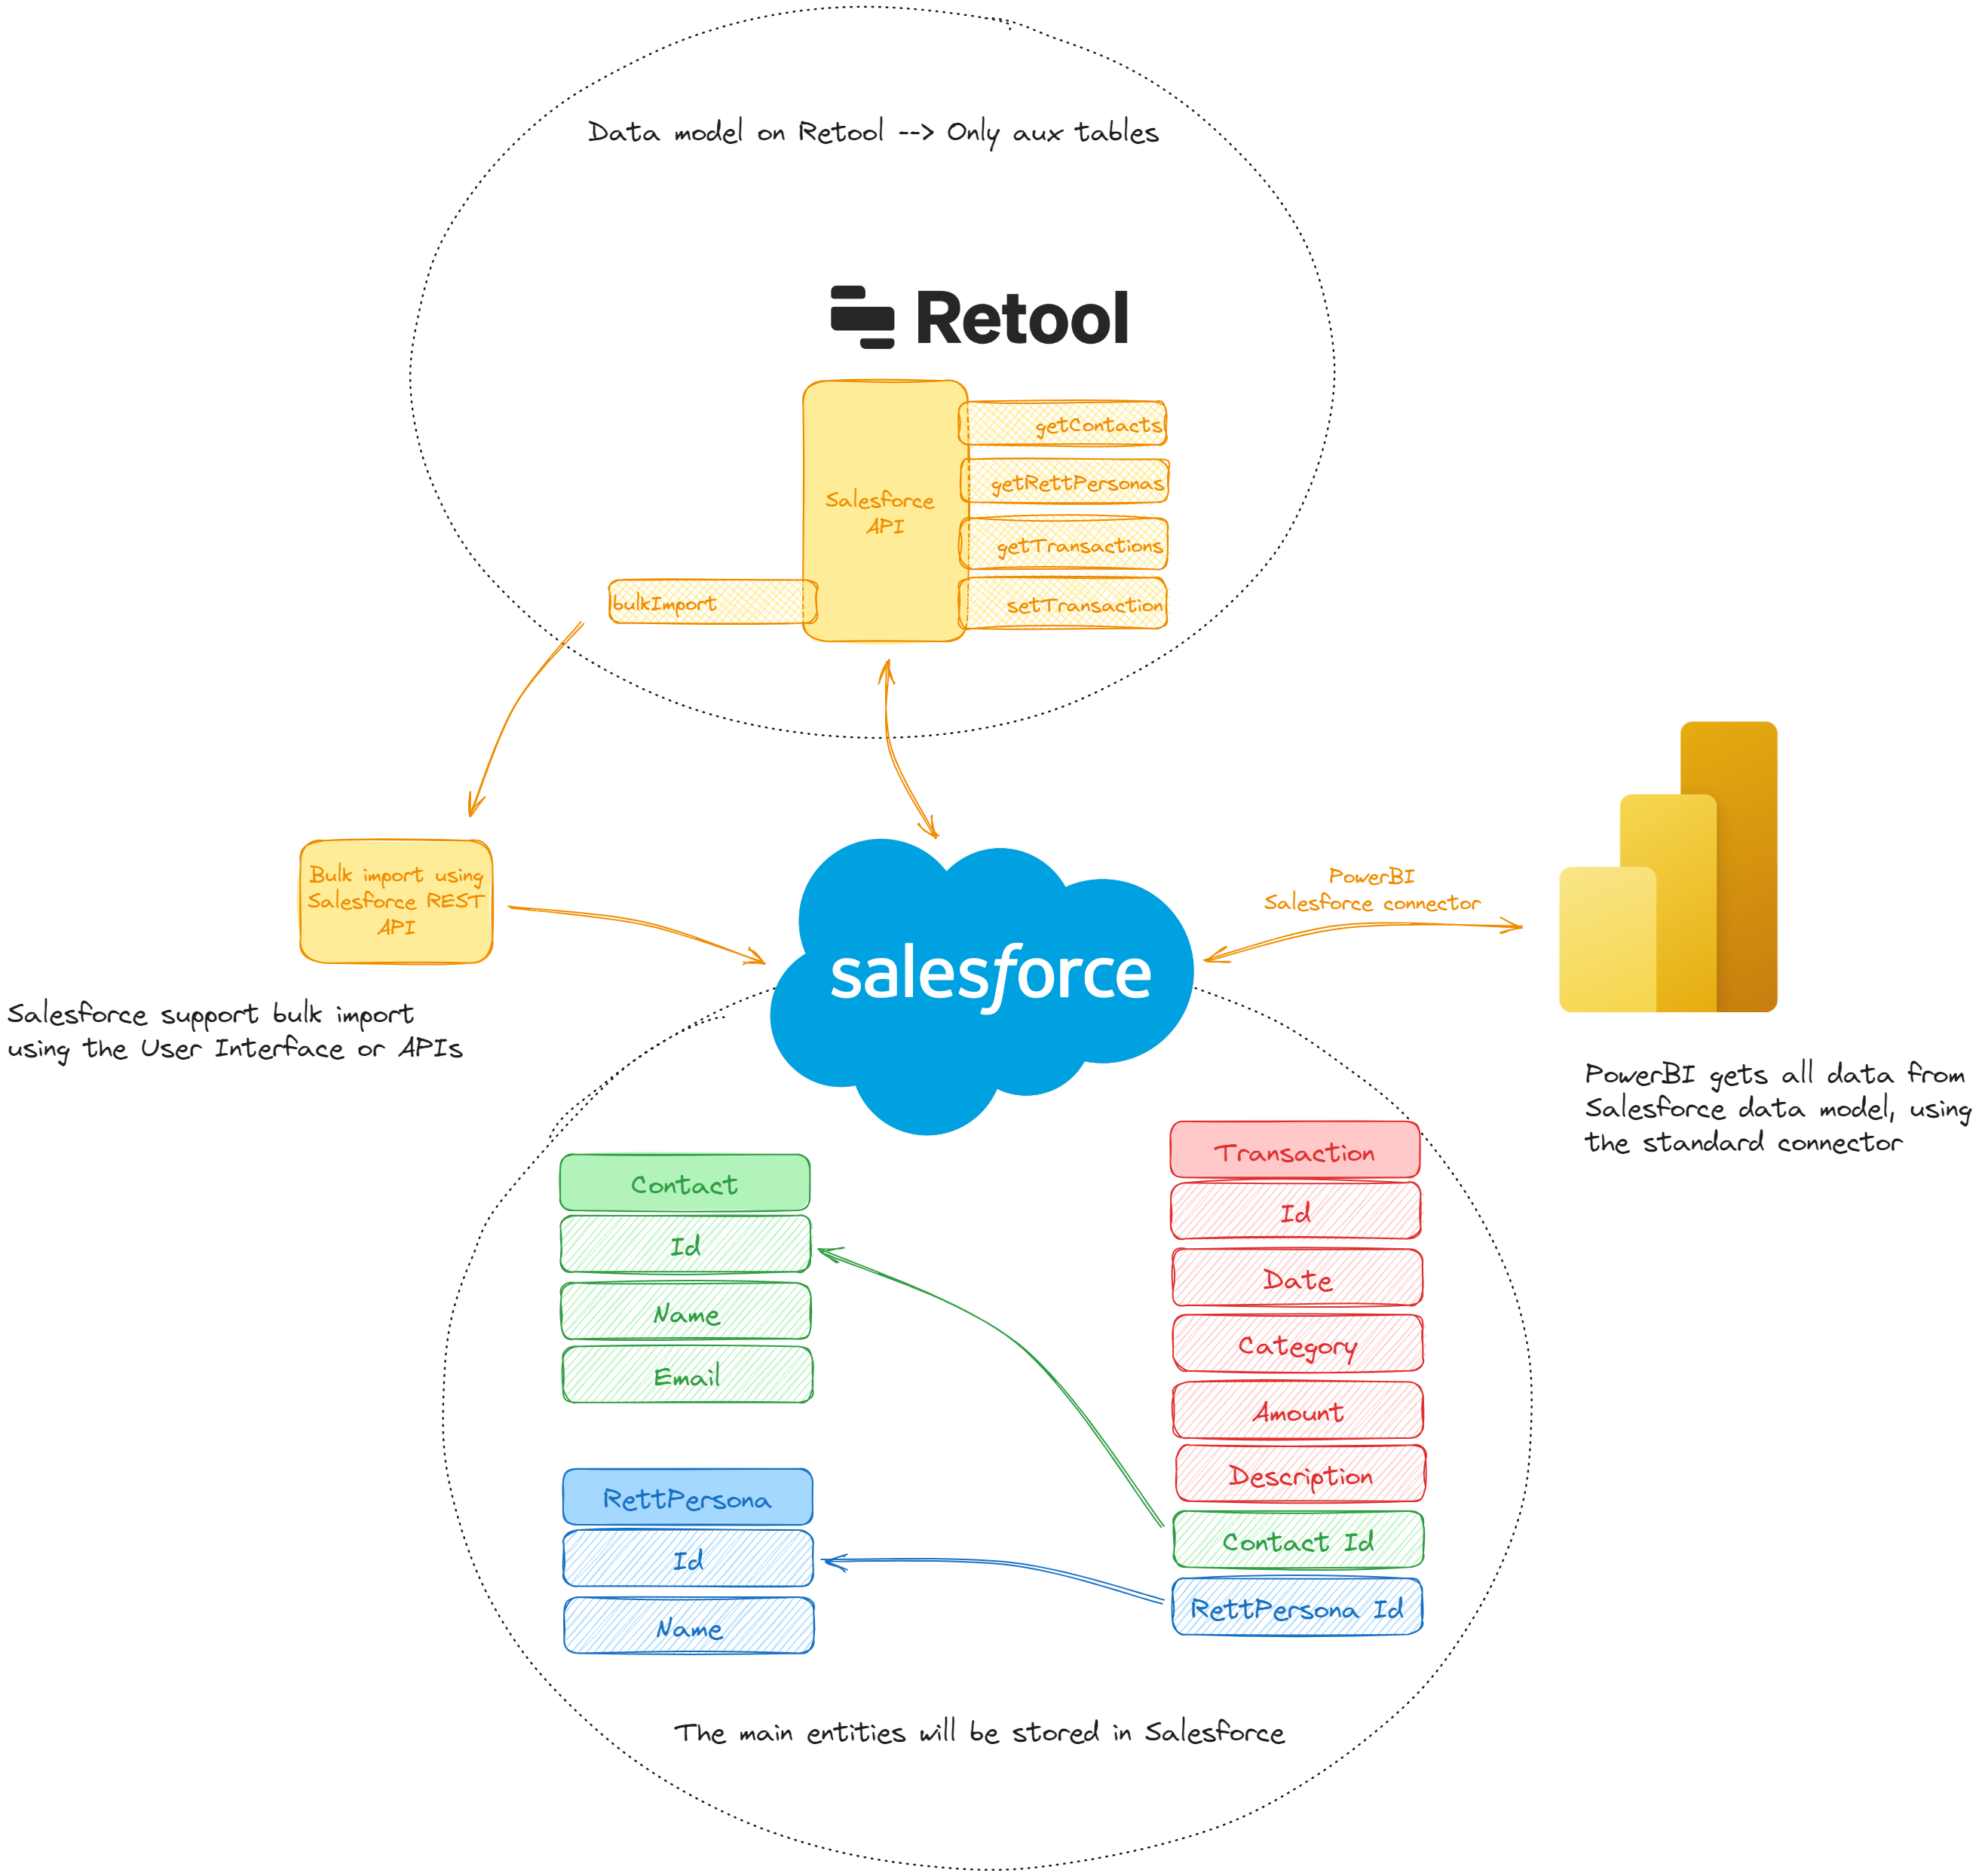 Data model on Retool --> Only aux tables
Retool
Salesforce
API
getContacts
getRettPersonas
getTransactions
setTransaction
bulkImport
Bulk import using
Salesforce REST
API
Salesforce support bulk import
using the User Interface or APIs
salesforce
PowerBI
Salesforce connector
PowerBI gets all data from
Salesforce data model, using
the standard connector
Contact
Id
Name
Email
RettPersona
Id
Name
Transaction
Id
Date
Category
Amount
Description
Contact Id
RettPersona Id
The main entities will be stored in Salesforce